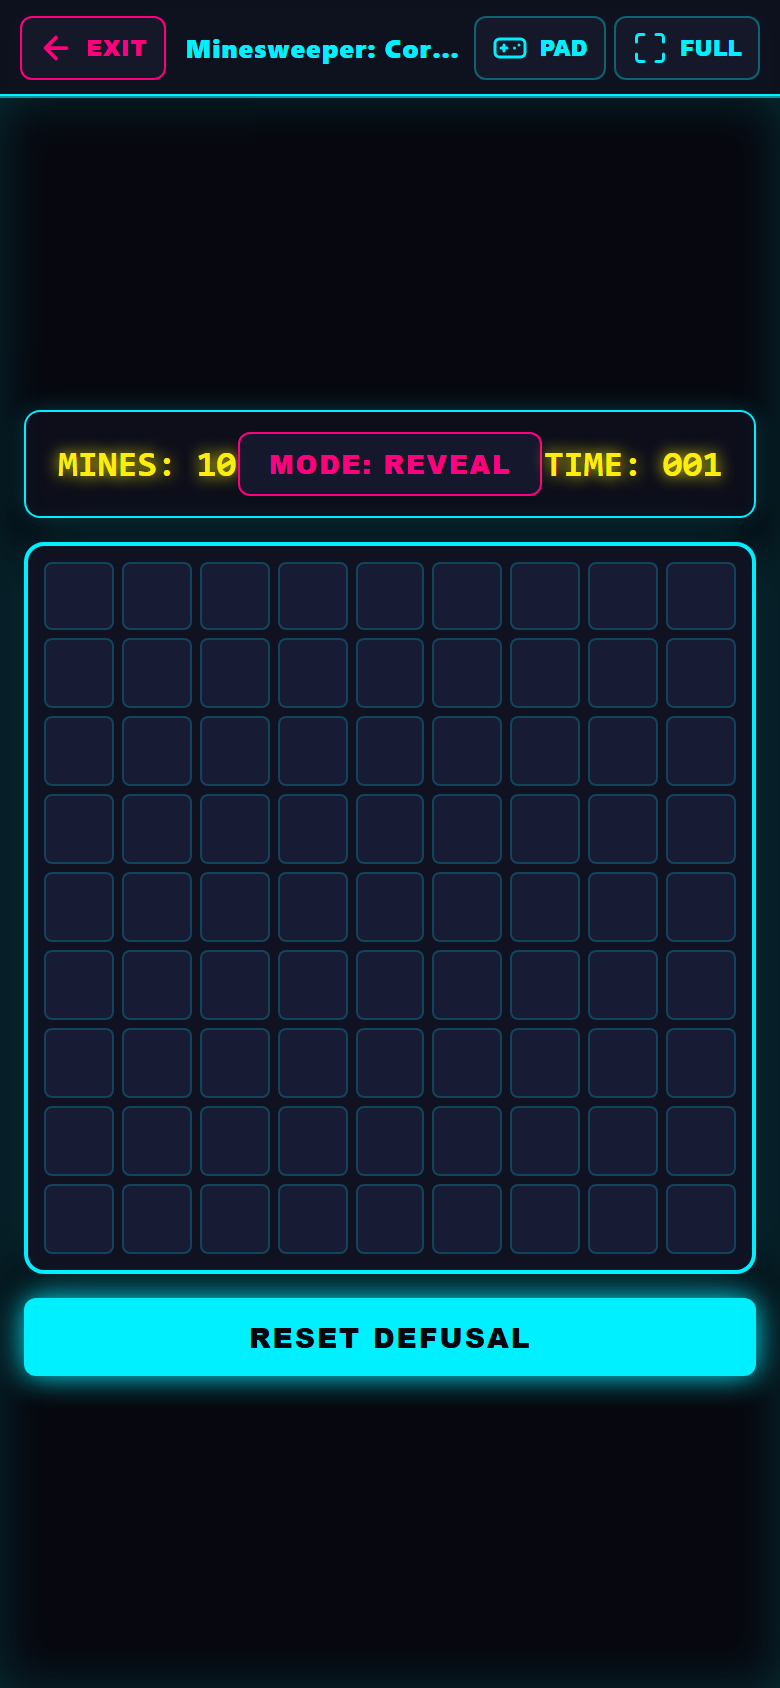 EXIT
Minesweeper: Cor...
PAD
FULL
MINES: 10
MODE: REVEAL
TIME: 001
RESET DEFUSAL